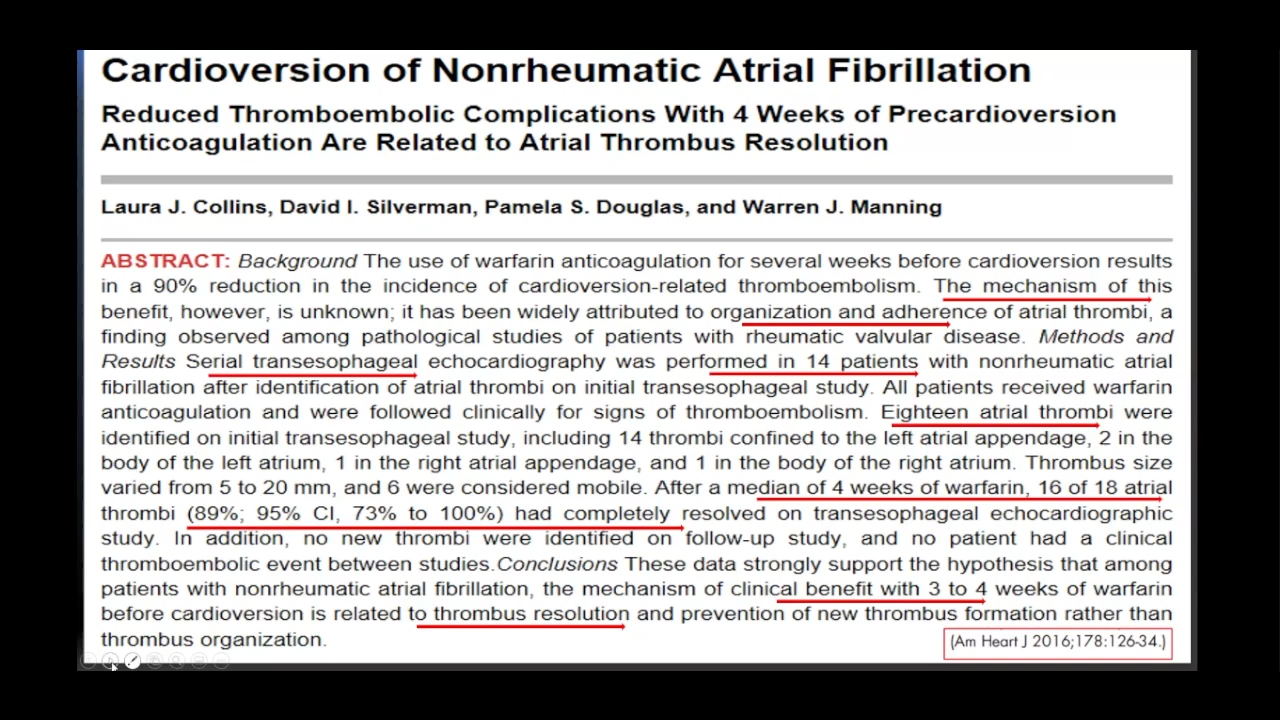 Cardioversion of Nonrheumatic Atrial Fibrillation
Reduced Thromboembolic Complications With 4 Weeks of Precardioversion
Anticoagulation Are Related to Atrial Thrombus Resolution
Laura J. Collins, David I. Silverman, Pamela S. Douglas, and Warren J. Manning
ABSTRACT: Background The use of warfarin anticoagulation for several weeks before cardioversion results
in a 90% reduction in the incidence of cardioversion-related thromboembolism. The mechanism of this
benefit, however, is unknown; it has been widely attributed to organization and adherence of atrial thrombi, a
finding observed among pathological studies of patients with rheumatic valvular disease. Methods and
Results Serial transesophageal echocardiography was performed in 14 patients with nonrheumatic atrial
fibrillation after identification of atrial thrombi on initial transesophageal study. All patients received warfarin
anticoagulation and were followed clinically for signs of thromboembolism. Eighteen atrial thrombi were
identified on initial transesophageal study, including 14 thrombi confined to the left atrial appendage, 2 in the
body of the left atrium, 1 in the right atrial appendage, and 1 in the body of the right atrium. Thrombus size
varied from 5 to 20 mm, and 6 were considered mobile. After a median of 4 weeks of warfarin, 16 of 18 atrial
thrombi (89%; 95% CI, 73% to 100%) had completely resolved on transesophageal echocardiographic
study. In addition, no new thrombi were identified on follow-up study, and no patient had a clinical
thromboembolic event between studies.Conclusions These data strongly support the hypothesis that among
patients with nonrheumatic atrial fibrillation, the mechanism of clinical benefit with 3 to 4 weeks of warfarin
before cardioversion is related to thrombus resolution and prevention of new thrombus formation rather than
thrombus organization.
(Am Heart J 2016;178:126-34.)